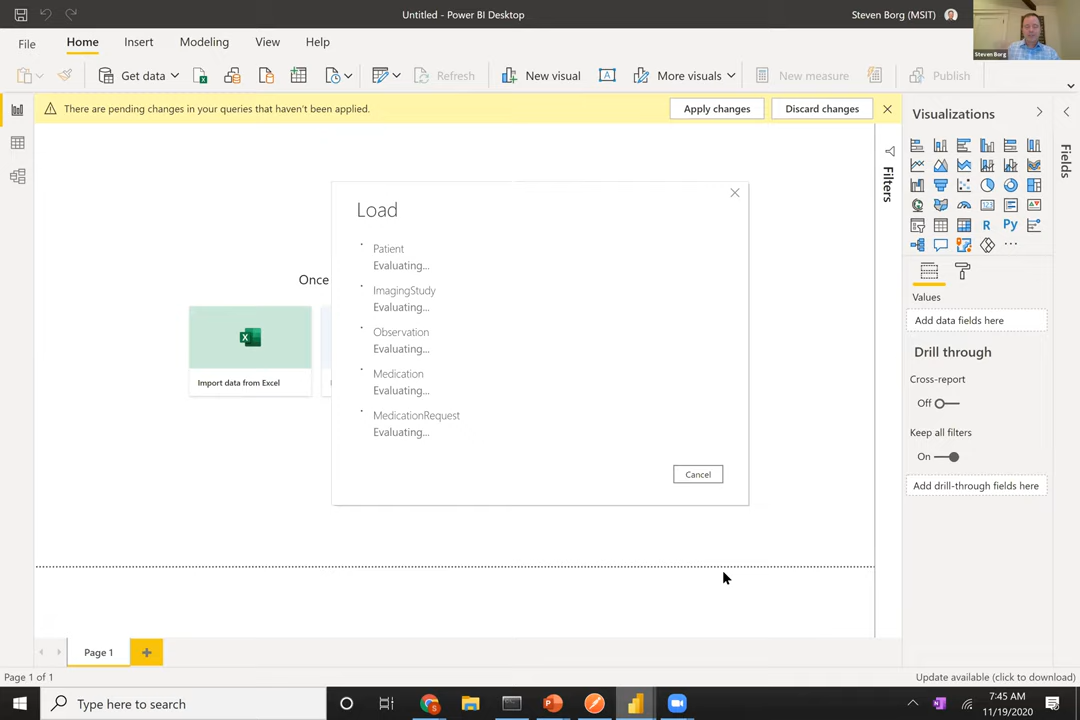 Untitled - Power BI Desktop
Steven Borg (MSIT)
Steven Borg
File
Home
Insert
Modeling
View
Help
Get data
Refresh
New visual
More visuals
New measure
Publish
There are pending changes in your queries that haven't been applied.
Apply changes
Discard changes
Visualizations
Fields
Filters
Load
Patient
Evaluating...
ImagingStudy
Evaluating...
Observation
Evaluating...
Medication
Evaluating...
MedicationRequest
Evaluating...
Cancel
Once
Import data from Excel
R
Py
123
Values
Add data fields here
Drill through
Cross-report
Off
Keep all filters
On
Add drill-through fields here
Page 1
Page 1 of 1
Update available (click to download)
Type here to search
7:45 AM
11/19/2020